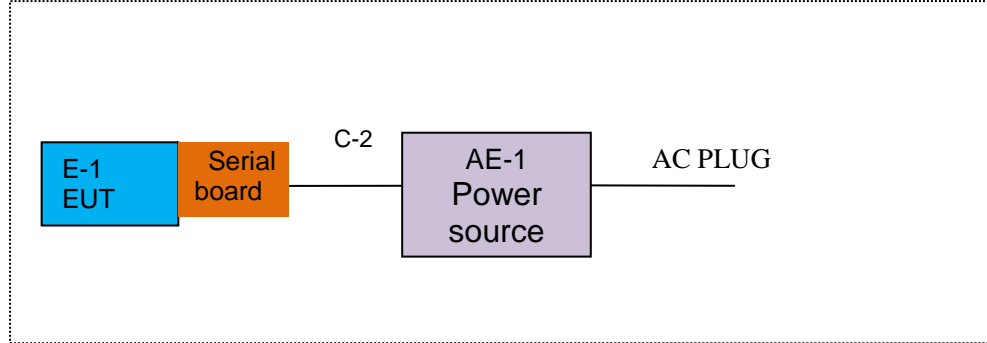 E-1
EUT
Serial
board
C-2
AE-1
Power
source
AC PLUG